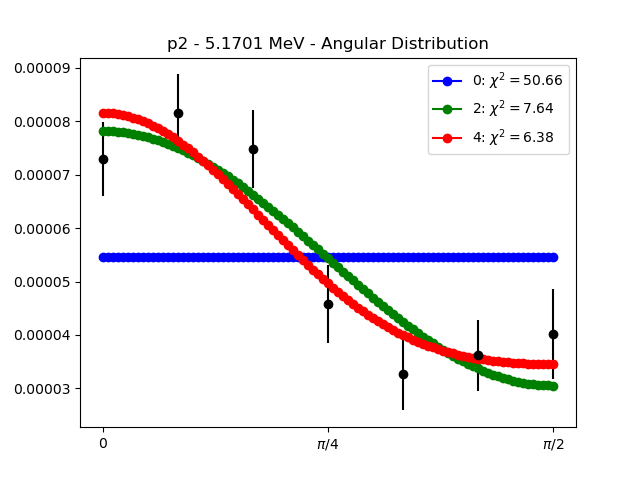 p2 - 5.1701 MeV - Angular Distribution
0.00009
0.00008
0.00007
0.00006
0.00005
0.00004
0.00003
0: χ² = 50.66
2: χ² = 7.64
4: χ² = 6.38
0
π/4
π/2